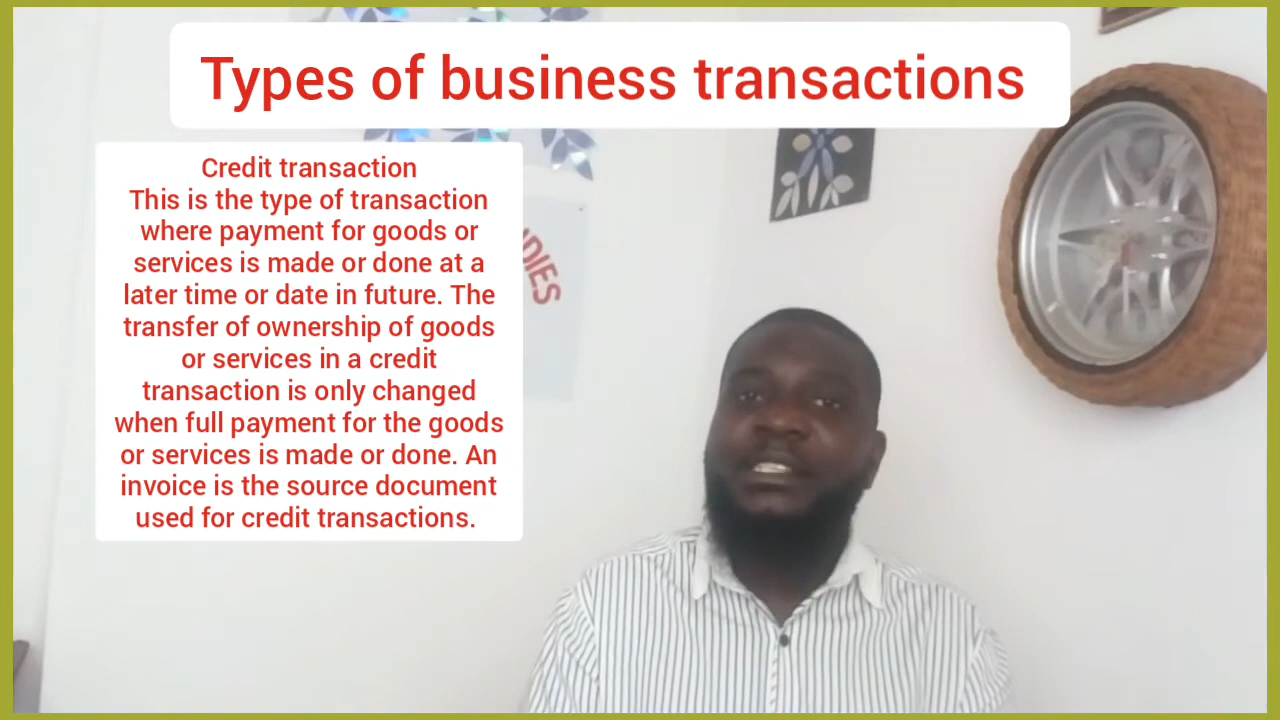 Types of business transactions
Credit transaction
This is the type of transaction
where payment for goods or
services is made or done at a
later time or date in future. The
transfer of ownership of goods
or services in a credit
transaction is only changed
when full payment for the goods
or services is made or done. An
invoice is the source document
used for credit transactions.